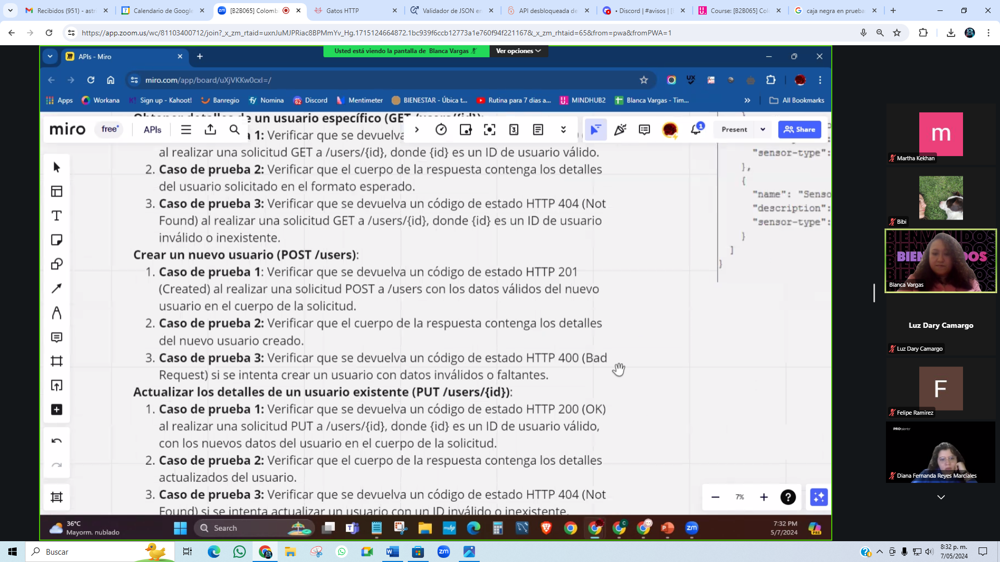 Recibidos (951) - astri
Calendario de Google
[B2B065] Colomb
Gatos HTTP
Validador de JSON en
API desbloqueada de
• Discord | #avisos | [
Course: [B2B065] Col
caja negra en prueba
https://app.zoom.us/wc/81103400712/join?_x_zm_rtaid=uxnJuMJPRiac8BPMmYv_Hg.1715124664872.1bc939f6ccb12773a1e760f94f221167&_x_zm_rhtaid=65&from=pwa&fromPWA=1
Usted está viendo la pantalla de Blanca Vargas
Ver opciones
APIs - Miro
miro.com/app/board/uXjVKKw0cxI=/
Apps
Workana
Sign up - Kahoot!
Banregio
Nomina
62
Discord
Mentimeter
BIENESTAR - Úbica t...
Rutina para 7 dias a...
MINDHUB2
Blanca Vargas - Tim...
All Bookmarks
Obtener detalles de un usuario específico (GET /users/{id}):
miro
free
APIs
3
1
Present
Share
1: Verificar que se devuelva
al realizar una solicitud GET a /users/{id}, donde {id} es un ID de usuario válido.
2. Caso de prueba 2: Verificar que el cuerpo de la respuesta contenga los detalles
del usuario solicitado en el formato esperado.
3. Caso de prueba 3: Verificar que se devuelva un código de estado HTTP 404 (Not
Found) al realizar una solicitud GET a /users/{id}, donde {id} es un ID de usuario
inválido o inexistente.
Crear un nuevo usuario (POST /users):
1. Caso de prueba 1: Verificar que se devuelva un código de estado HTTP 201
(Created) al realizar una solicitud POST a /users con los datos válidos del nuevo
usuario en el cuerpo de la solicitud.
2. Caso de prueba 2: Verificar que el cuerpo de la respuesta contenga los detalles
del nuevo usuario creado.
3. Caso de prueba 3: Verificar que se devuelva un código de estado HTTP 400 (Bad
Request) si se intenta crear un usuario con datos inválidos o faltantes.
Actualizar los detalles de un usuario existente (PUT /users/{id}):
1. Caso de prueba 1: Verificar que se devuelva un código de estado HTTP 200 (OK)
al realizar una solicitud PUT a /users/{id}, donde {id} es un ID de usuario válido,
con los nuevos datos del usuario en el cuerpo de la solicitud.
2. Caso de prueba 2: Verificar que el cuerpo de la respuesta contenga los detalles
actualizados del usuario.
3. Caso de prueba 3: Verificar que se devuelva un código de estado HTTP 404 (Not
Found) si se intenta actualizar un usuario con un ID inválido o inexistente.
"sensor-type":
},
{
"name": "Senso
"description":
"sensor-type":
}
]
}
7%
36°C
Mayorm. nublado
Search
7:32 PM
5/7/2024
m
Martha Kekhan
Bibi
BIENVENIDOS
Blanca Vargas
Luz Dary Camargo
Luz Dary Camargo
F
Felipe Ramirez
PROtalento
Diana Fernanda Reyes Marciales
Buscar
8:32 p. m.
7/05/2024